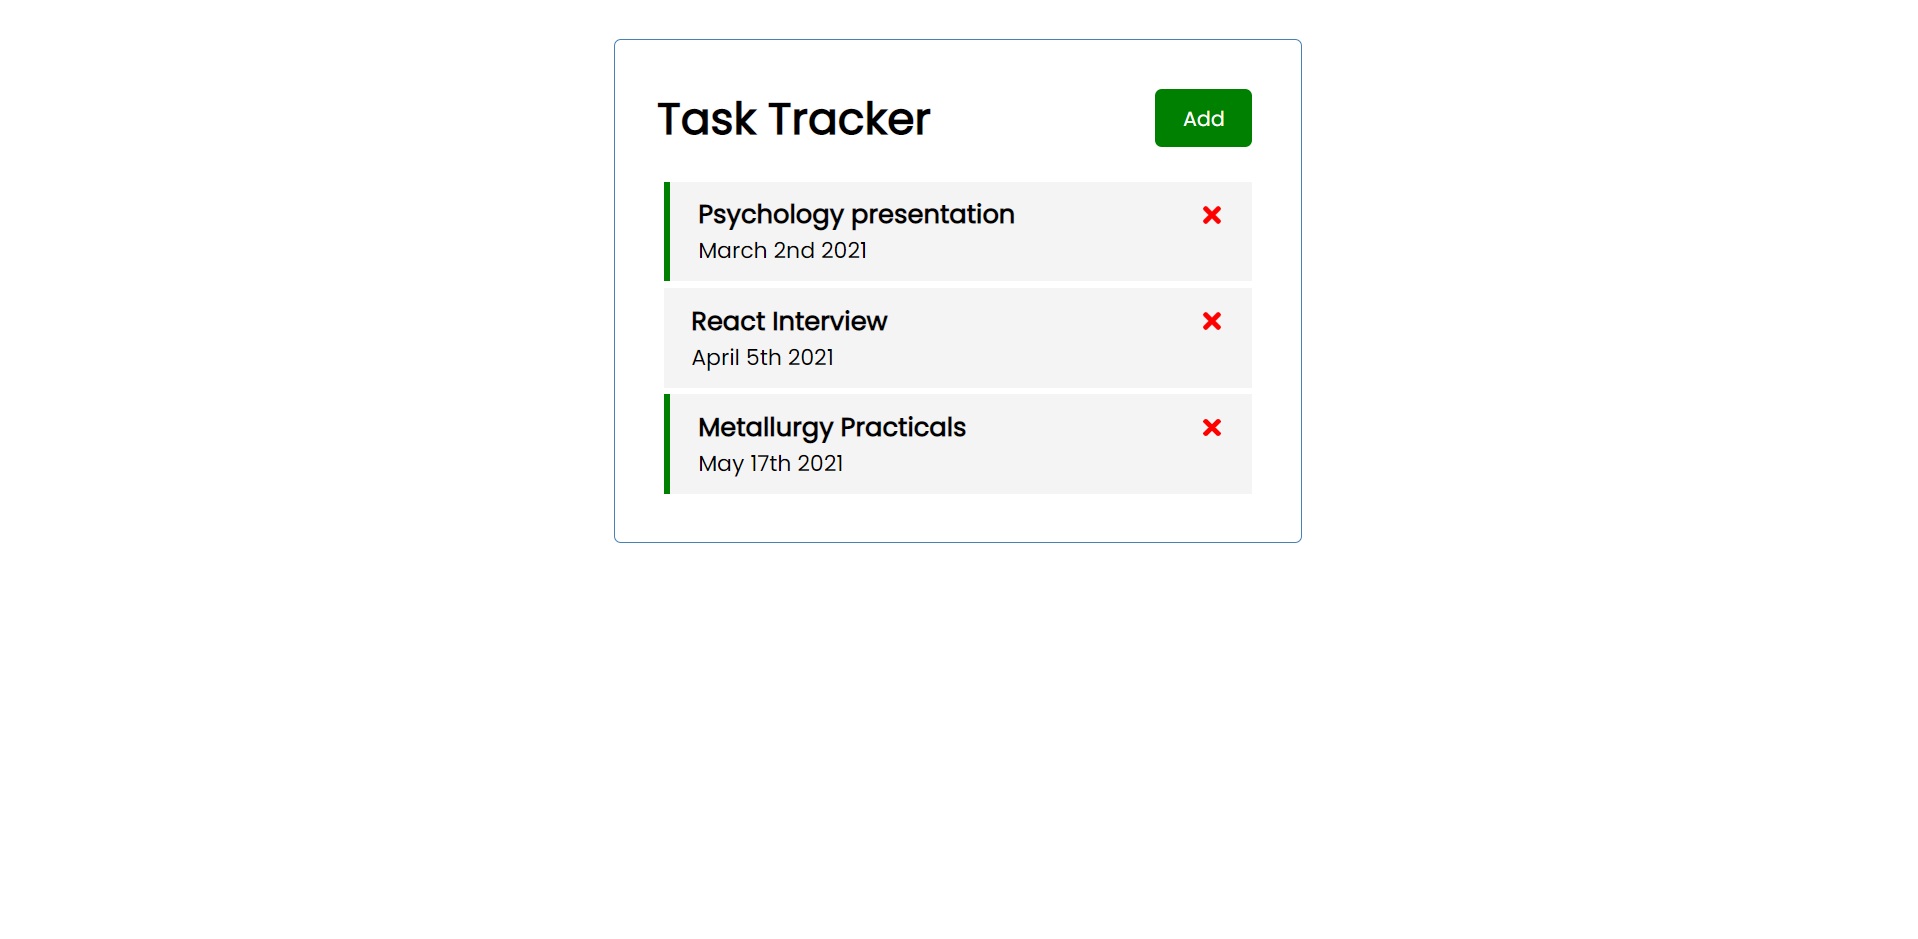 Task Tracker
Add
Psychology presentation
March 2nd 2021
React Interview
April 5th 2021
Metallurgy Practicals
May 17th 2021